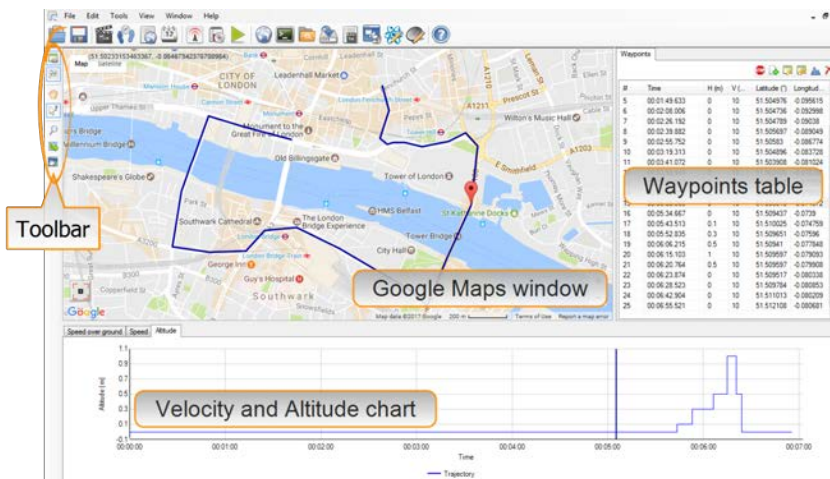 File Edit Tools View Window Help
(51.50233153463367, -0.08467942376708984)
Map Satellite
CITY OF
LONDON
Leadenhall Market
Mansion House
Cannon Street
Upper Thames St
Monument
Monument to the
Great Fire of London
A1211
A1210
Prescot St
Wilton's Music Hall
A1203
E Smithfield
Millennium Bridge
Old Billingsgate
Tower of London
Shakespeare's Globe
Park St
Southwark Cathedral
The London
Bridge Experience
HMS Belfast
St Katharine Docks
Tower Bridge
City Hall
A3200
London Bridge
George Inn
Guy's Hospital
B300
Copperfield St
Southwark
Google
Map data ©2017 Google 200 m Terms of Use Report a map error
Toolbar
Google Maps window
Waypoints
# Time H (m) V (... Latitude (°) Longitud...
5 00:01:49.633 0 10 51.504976 -0.095615
6 00:02:08.006 0 10 51.504736 -0.092998
7 00:02:26.192 0 10 51.504789 -0.09038
8 00:02:39.882 0 10 51.505697 -0.089049
9 00:02:55.752 0 10 51.50583 -0.086774
10 00:03:19.313 0 10 51.504896 -0.083728
11 00:03:41.072 0 10 51.503908 -0.081024
Waypoints table
16 00:05:34.667 0 10 51.509437 -0.0739
17 00:05:43.513 0.1 10 51.510025 -0.074759
18 00:05:52.835 0.3 10 51.509651 -0.07596
19 00:06:06.215 0.5 10 51.50941 -0.077848
20 00:06:15.103 1 10 51.509597 -0.079093
21 00:06:20.764 0.5 10 51.509597 -0.079908
22 00:06:23.874 0 10 51.509517 -0.080338
23 00:06:28.523 0 10 51.509784 -0.080853
24 00:06:42.904 0 10 51.511013 -0.080209
25 00:06:55.521 0 10 51.512108 -0.080681
Speed over ground Speed Altitude
Altitude [m]
1.1
0.9
0.7
0.5
0.3
0.1
-0.1
Velocity and Altitude chart
00:00:00 00:01:00 00:02:00 00:03:00 00:04:00 00:05:00 00:06:00 00:07:00
Time
Trajectory